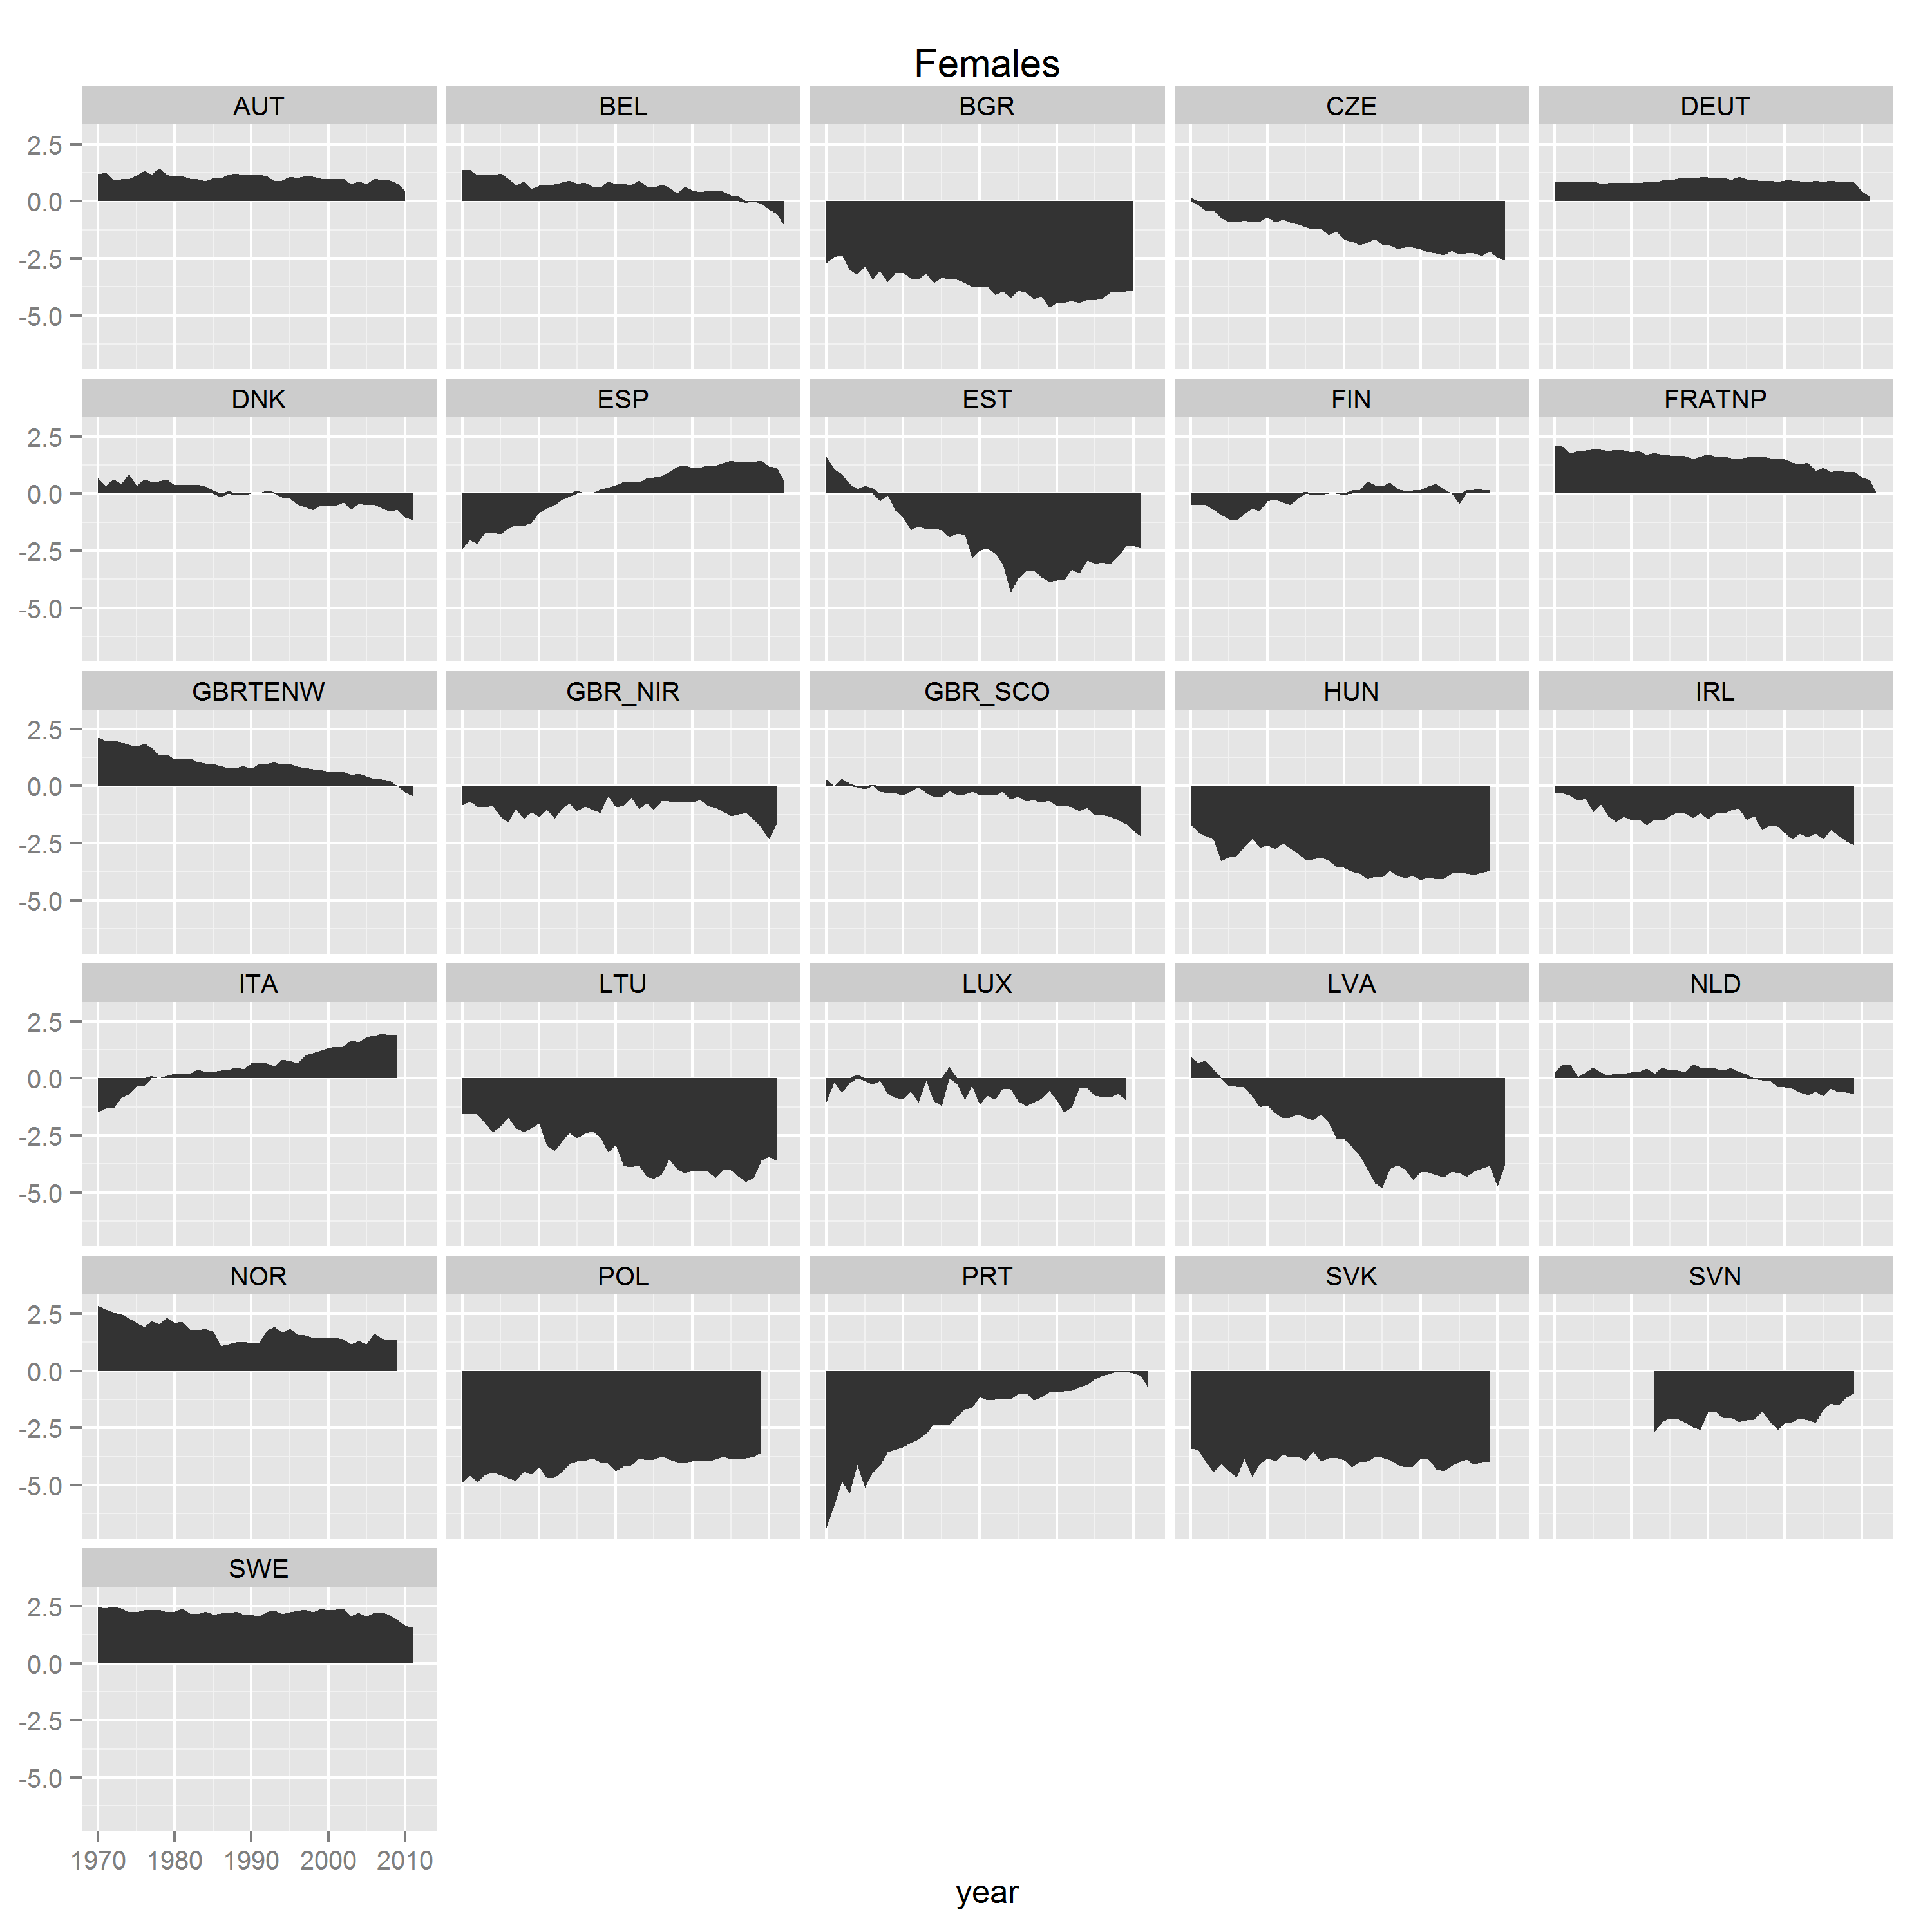 Females
AUT BEL BGR CZE DEUT
2.5
0.0
-2.5
-5.0
DNK ESP EST FIN FRATNP
2.5
0.0
-2.5
-5.0
GBRTENW GBR_NIR GBR_SCO HUN IRL
2.5
0.0
-2.5
-5.0
ITA LTU LUX LVA NLD
2.5
0.0
-2.5
-5.0
NOR POL PRT SVK SVN
2.5
0.0
-2.5
-5.0
SWE
2.5
0.0
-2.5
-5.0
1970 1980 1990 2000 2010
year